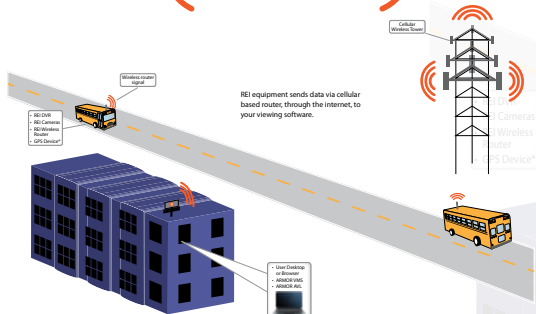 Cellular
Wireless Tower
Wireless router
signal
REI equipment sends data via cellular
based router, through the internet, to
your viewing software.
• REI DVR
• REI Cameras
• REI Wireless
Router
• GPS Device*
REI DVR
REI Cameras
REI Wireless
Router
GPS Device*
• User Desktop
or Browser
• ARMOR VMS
• ARMOR AVL